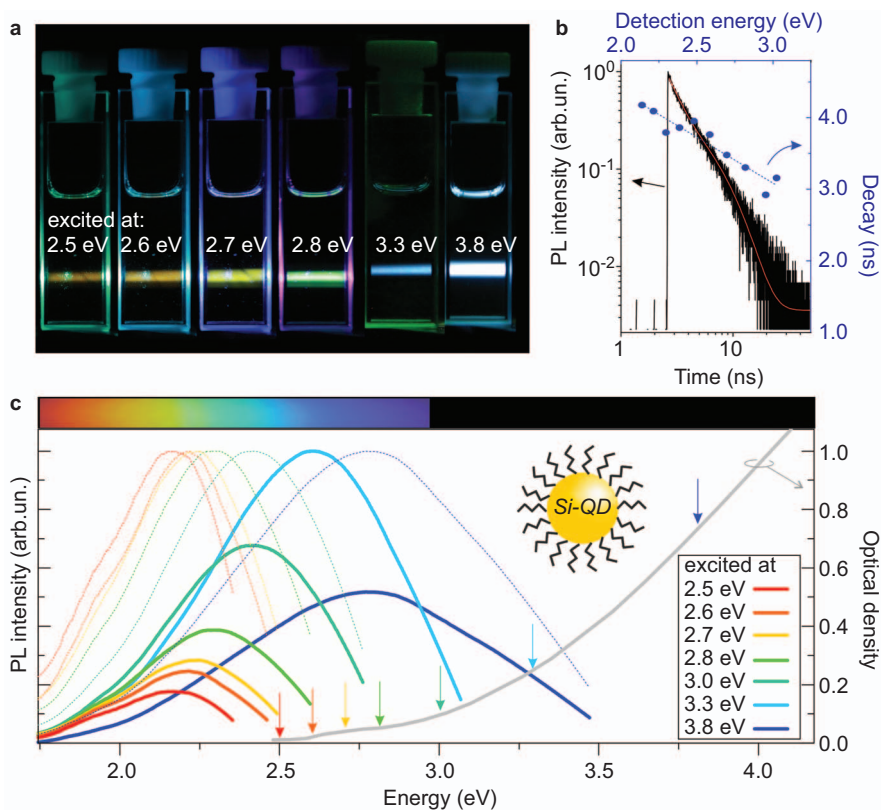 a
excited at:
2.5 eV 2.6 eV 2.7 eV 2.8 eV 3.3 eV 3.8 eV
b
Detection energy (eV)
2.0 2.5 3.0
PL intensity (arb.un.)
10⁰
10⁻¹
10⁻²
4.0
3.0
2.0
1.0
Decay (ns)
1 10
Time (ns)
c
PL intensity (arb.un.)
Si-QD
1.0
0.8
0.6
0.4
0.2
0.0
Optical density
excited at
2.5 eV
2.6 eV
2.7 eV
2.8 eV
3.0 eV
3.3 eV
3.8 eV
2.0 2.5 3.0 3.5 4.0
Energy (eV)